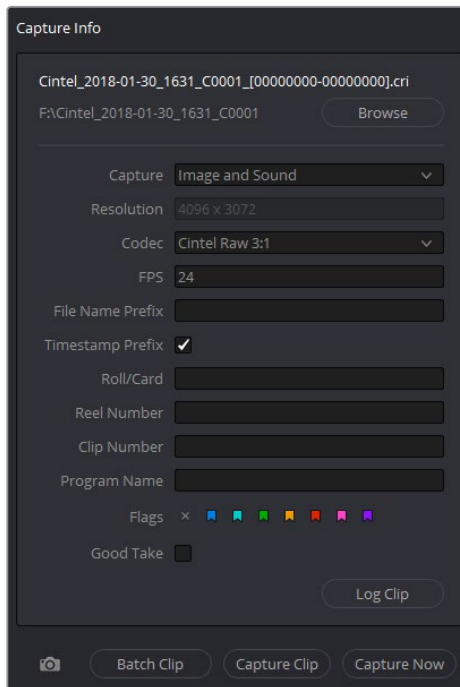 Capture Info
Cintel_2018-01-30_1631_C0001_[00000000-00000000].cri
F:\Cintel_2018-01-30_1631_C0001 Browse
Capture Image and Sound
Resolution 4096 x 3072
Codec Cintel Raw 3:1
FPS 24
File Name Prefix
Timestamp Prefix
Roll/Card
Reel Number
Clip Number
Program Name
Flags
Good Take
Log Clip
Batch Clip Capture Clip Capture Now